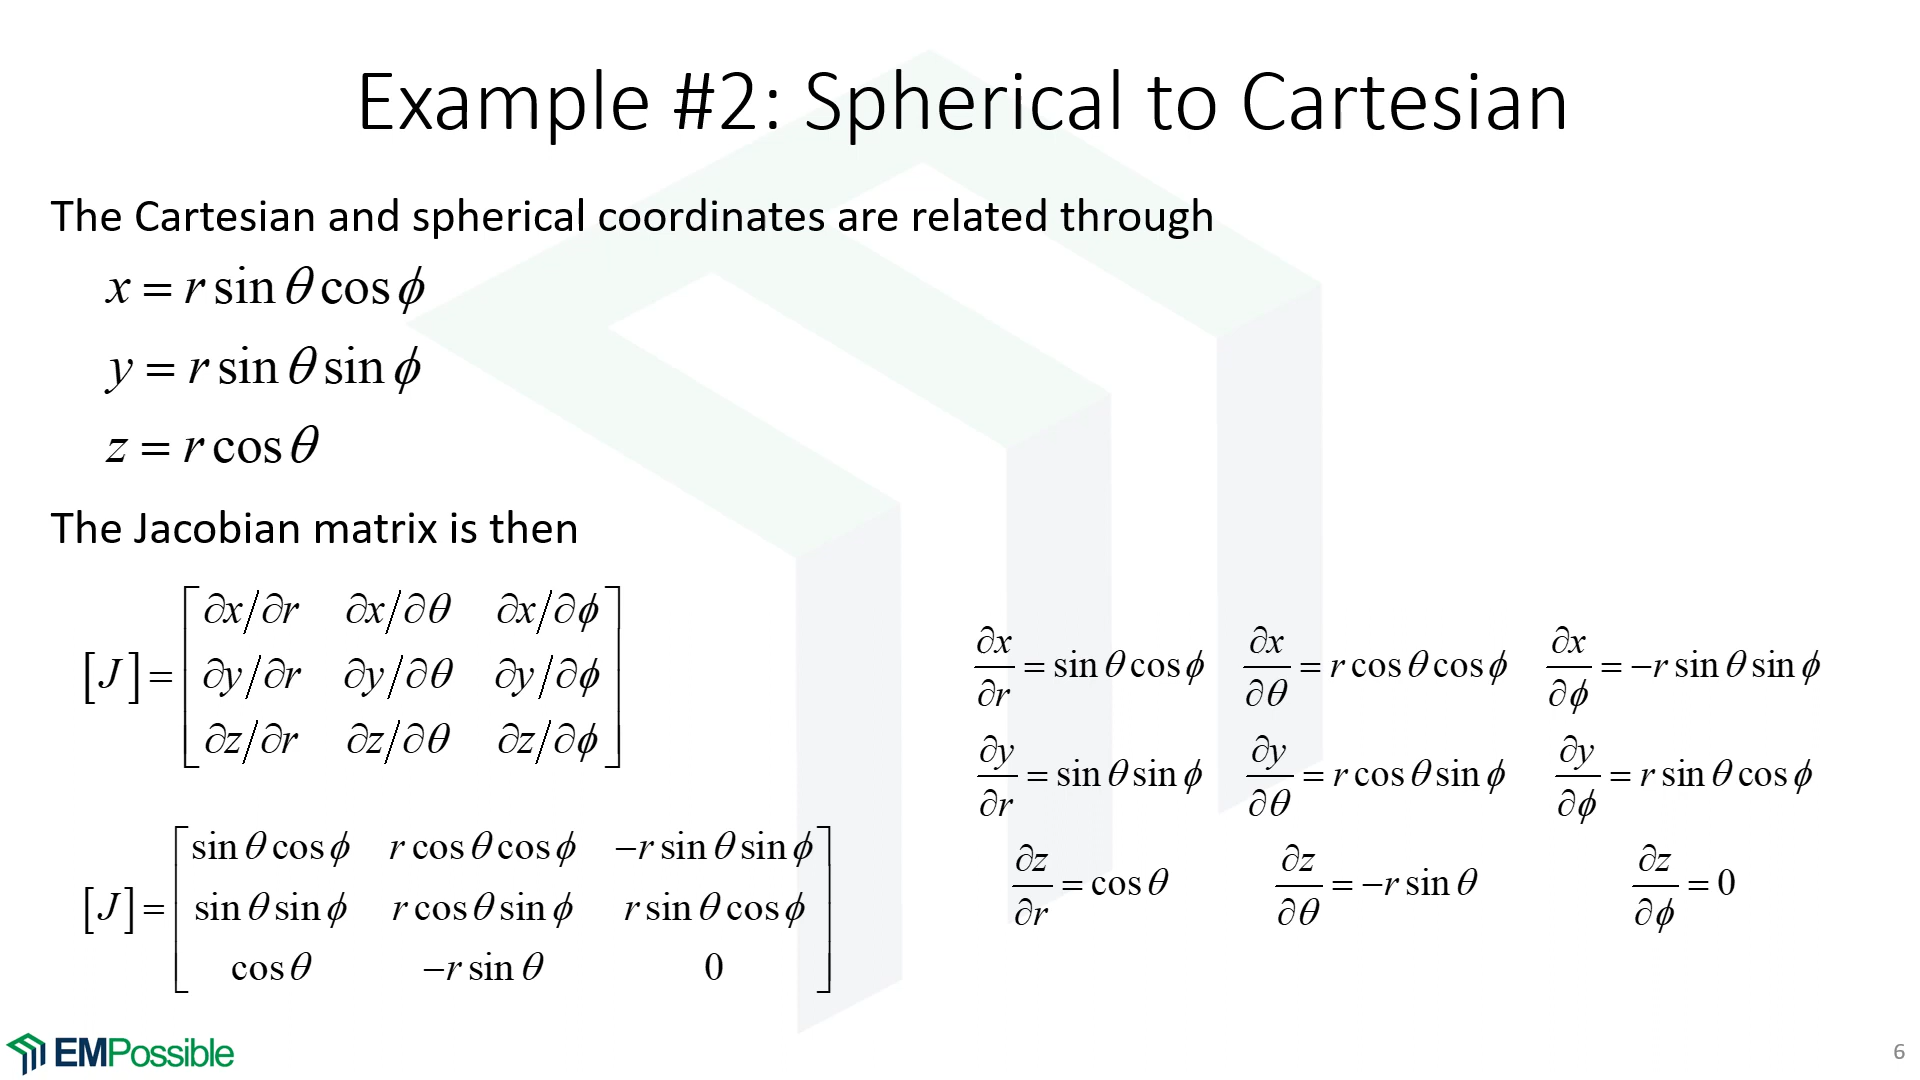 Example #2: Spherical to Cartesian
The Cartesian and spherical coordinates are related through
x = r sin θ cos ϕ
y = r sin θ sin ϕ
z = r cos θ
The Jacobian matrix is then
[J] = [ ∂x/∂r ∂x/∂θ ∂x/∂ϕ
∂y/∂r ∂y/∂θ ∂y/∂ϕ
∂z/∂r ∂z/∂θ ∂z/∂ϕ ]
[J] = [ sin θ cos ϕ r cos θ cos ϕ −r sin θ sin ϕ
sin θ sin ϕ r cos θ sin ϕ r sin θ cos ϕ
cos θ −r sin θ 0 ]
∂x/∂r = sin θ cos ϕ ∂x/∂θ = r cos θ cos ϕ ∂x/∂ϕ = −r sin θ sin ϕ
∂y/∂r = sin θ sin ϕ ∂y/∂θ = r cos θ sin ϕ ∂y/∂ϕ = r sin θ cos ϕ
∂z/∂r = cos θ ∂z/∂θ = −r sin θ ∂z/∂ϕ = 0
EMPossible
6